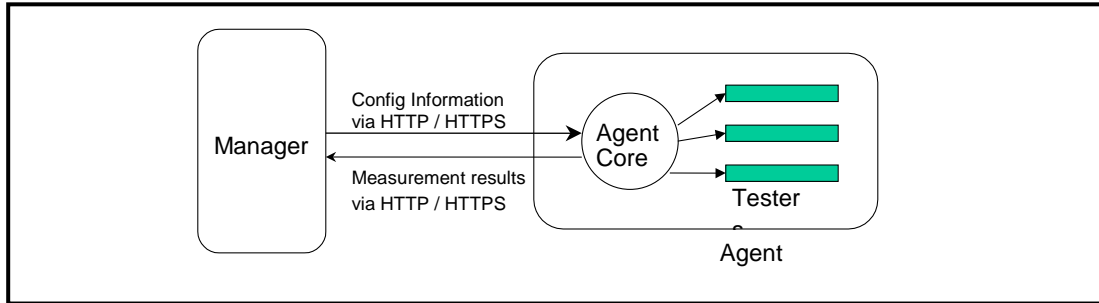 Manager
Config Information
via HTTP / HTTPS
Measurement results
via HTTP / HTTPS
Agent
Core
Tester
s
Agent